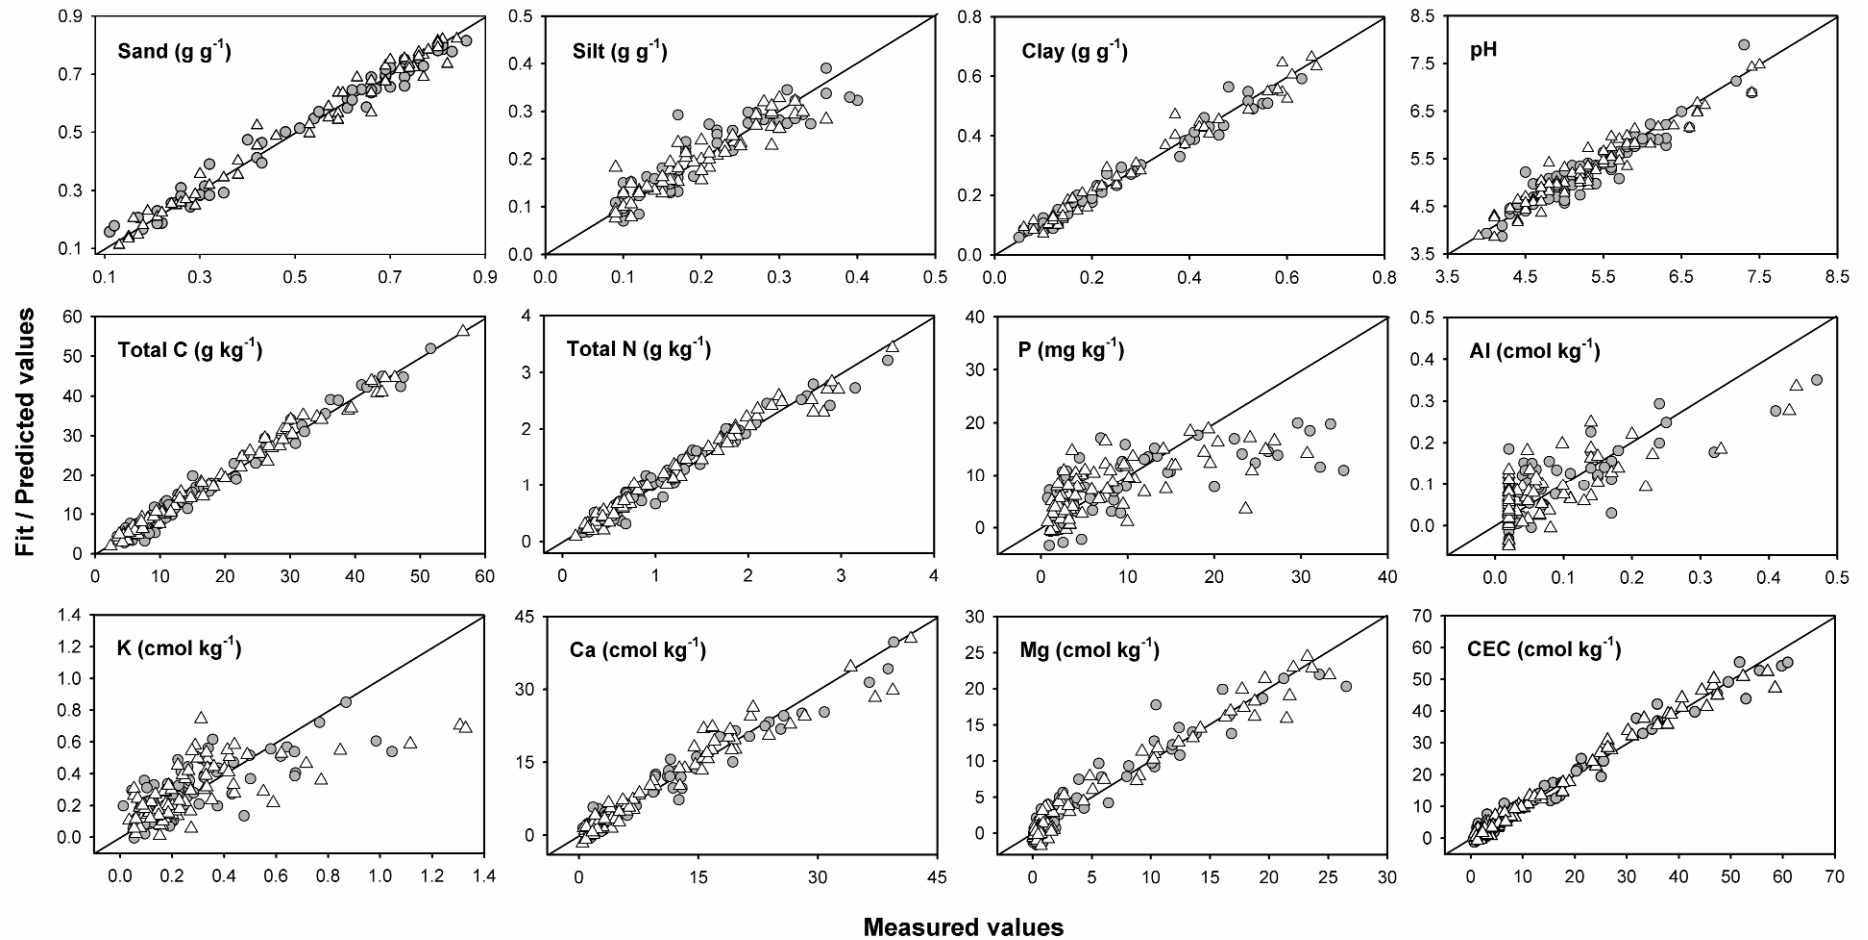 Fit / Predicted values
Sand (g g⁻¹)
0.9
0.7
0.5
0.3
0.1
0.1 0.3 0.5 0.7 0.9
Silt (g g⁻¹)
0.5
0.4
0.3
0.2
0.1
0.0
0.0 0.1 0.2 0.3 0.4 0.5
Clay (g g⁻¹)
0.8
0.6
0.4
0.2
0.0
0.0 0.2 0.4 0.6 0.8
pH
8.5
7.5
6.5
5.5
4.5
3.5
3.5 4.5 5.5 6.5 7.5 8.5
Total C (g kg⁻¹)
60
50
40
30
20
10
0
0 10 20 30 40 50 60
Total N (g kg⁻¹)
4
3
2
1
0
0 1 2 3 4
P (mg kg⁻¹)
40
30
20
10
0
0 10 20 30 40
Al (cmol kg⁻¹)
0.5
0.4
0.3
0.2
0.1
0.0
0.0 0.1 0.2 0.3 0.4 0.5
K (cmol kg⁻¹)
1.4
1.2
1.0
0.8
0.6
0.4
0.2
0.0
0.0 0.2 0.4 0.6 0.8 1.0 1.2 1.4
Ca (cmol kg⁻¹)
45
30
15
0
0 15 30 45
Mg (cmol kg⁻¹)
30
25
20
15
10
5
0
0 5 10 15 20 25 30
CEC (cmol kg⁻¹)
70
60
50
40
30
20
10
0
0 10 20 30 40 50 60 70
Measured values